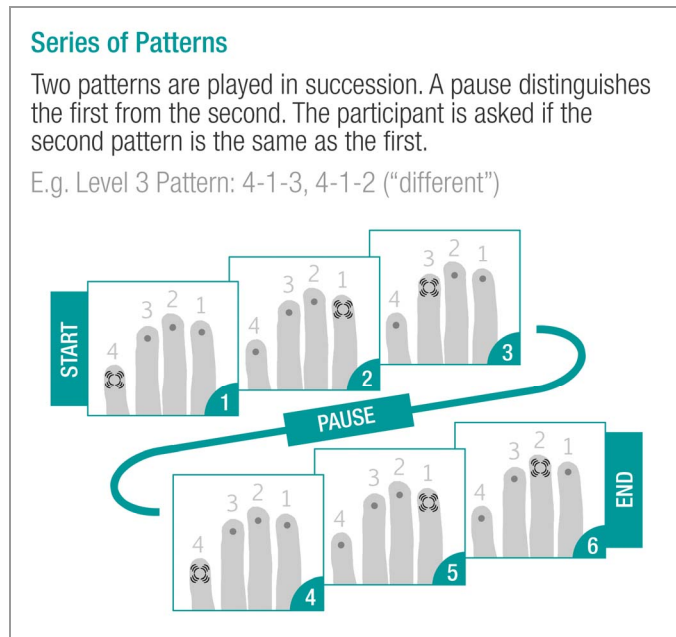 Series of Patterns
Two patterns are played in succession. A pause distinguishes
the first from the second. The participant is asked if the
second pattern is the same as the first.
E.g. Level 3 Pattern: 4-1-3, 4-1-2 (“different”)
START
4 3 2 1
1
4 3 2 1
2
4 3 2 1
3
PAUSE
4 3 2 1
4
4 3 2 1
5
4 3 2 1
6
END